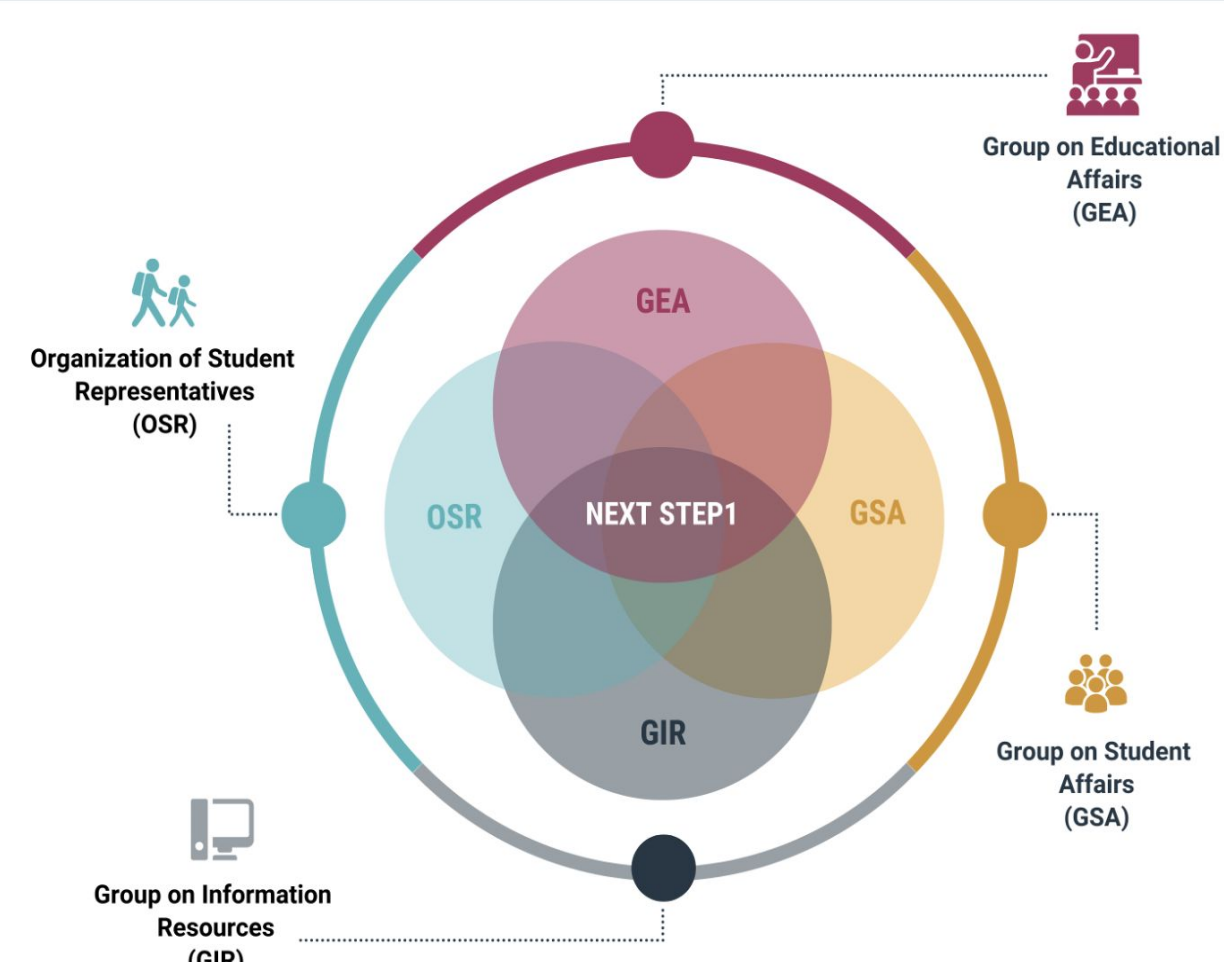 Group on Educational
Affairs
(GEA)
GEA
Organization of Student
Representatives
(OSR)
OSR
NEXT STEP1
GSA
GIR
Group on Student
Affairs
(GSA)
Group on Information
Resources
(GIR)